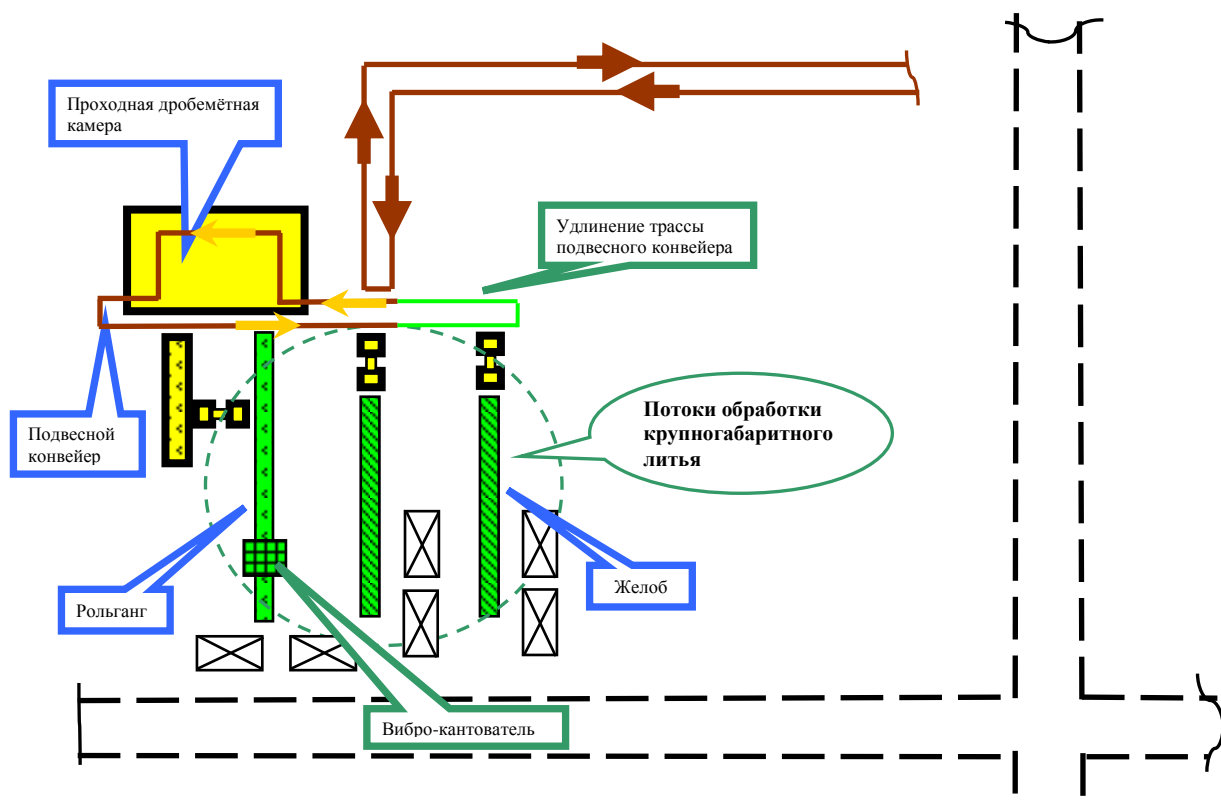 Проходная дробемётная
камера
Удлинение трассы
подвесного конвейера
Потоки обработки
крупногабаритного
литья
Подвесной
конвейер
Рольганг
Желоб
Вибро-кантователь